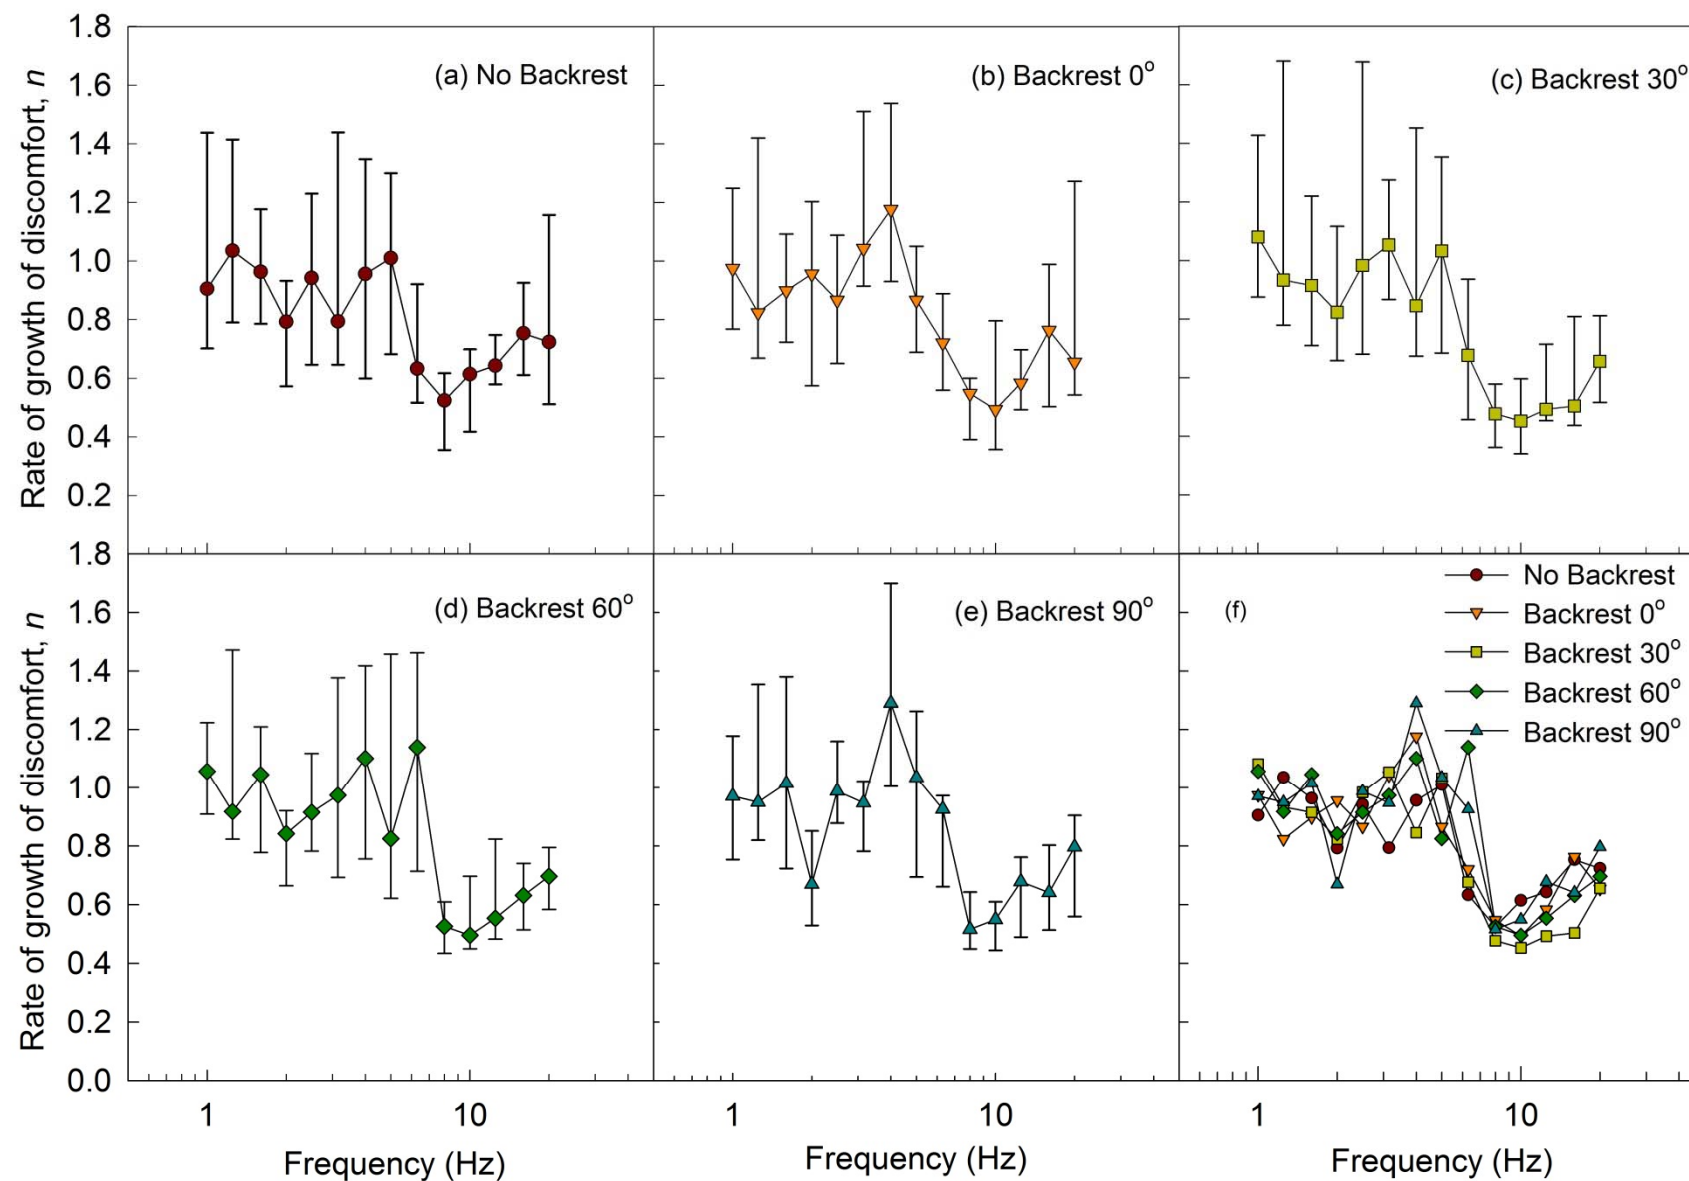 Rate of growth of discomfort, n
1.8
1.6
1.4
1.2
1.0
0.8
0.6
0.4
0.2
(a) No Backrest
(b) Backrest 0°
(c) Backrest 30°
Rate of growth of discomfort, n
1.8
1.6
1.4
1.2
1.0
0.8
0.6
0.4
0.2
0.0
(d) Backrest 60°
(e) Backrest 90°
(f)
No Backrest
Backrest 0°
Backrest 30°
Backrest 60°
Backrest 90°
1 10
1 10
1 10
Frequency (Hz)
Frequency (Hz)
Frequency (Hz)